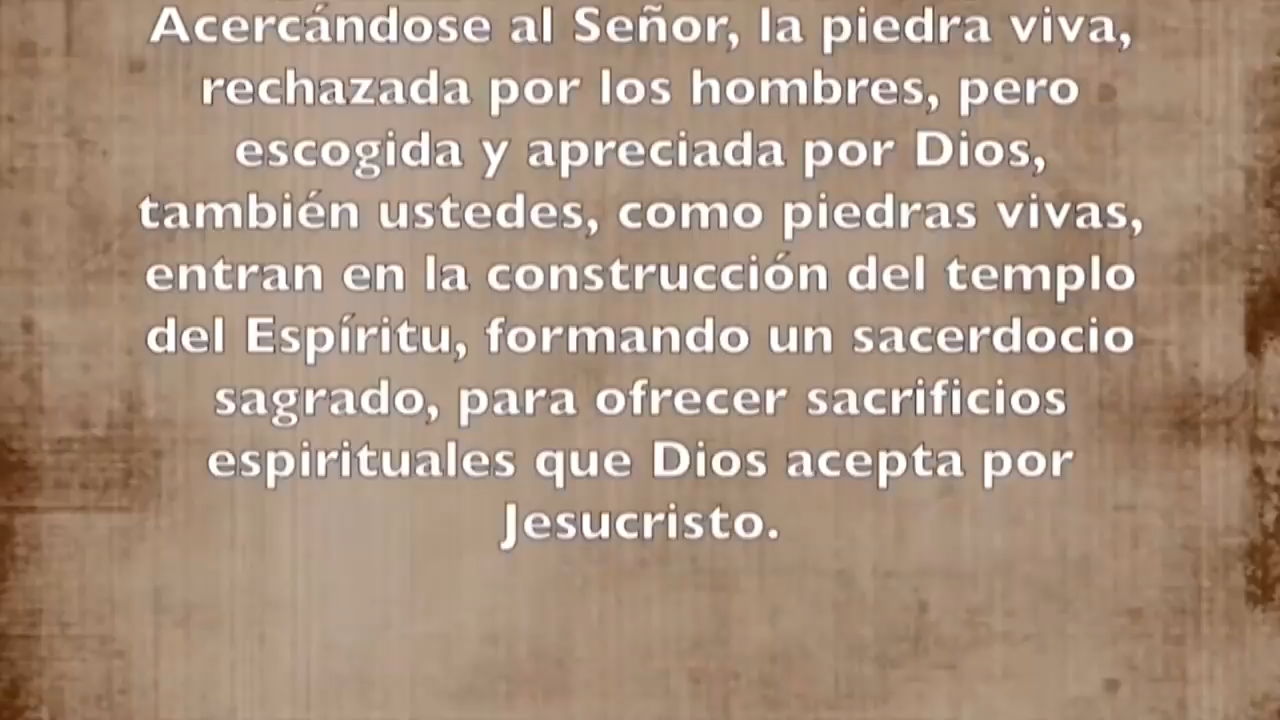 Acercándose al Señor, la piedra viva,
rechazada por los hombres, pero
escogida y apreciada por Dios,
también ustedes, como piedras vivas,
entran en la construcción del templo
del Espíritu, formando un sacerdocio
sagrado, para ofrecer sacrificios
espirituales que Dios acepta por
Jesucristo.